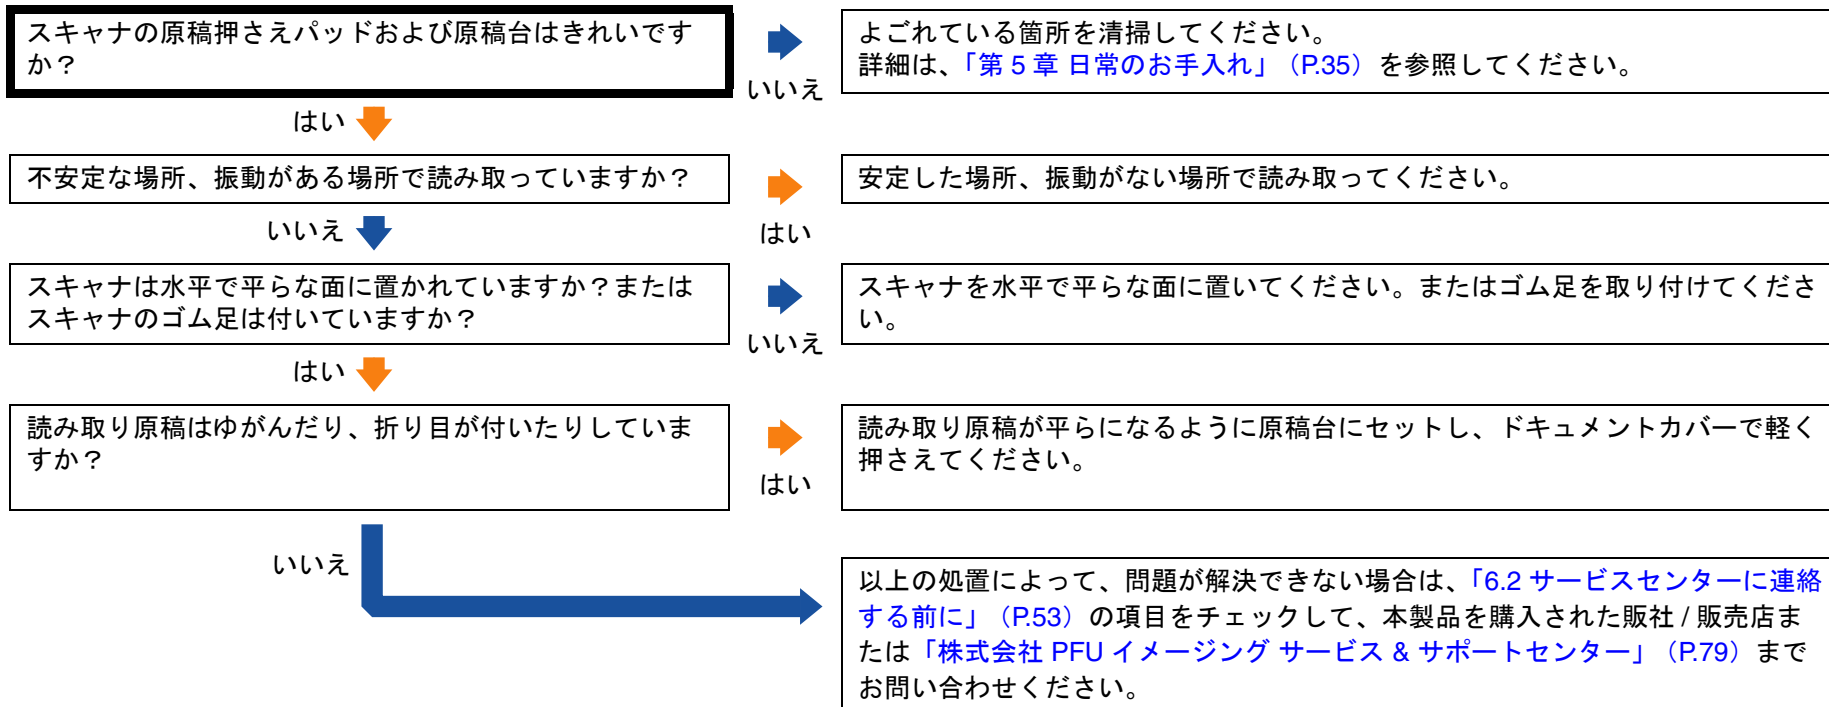 スキャナの原稿押さえパッドおよび原稿台はきれいです
か？
いいえ
よごれている箇所を清掃してください。
詳細は、「第 5 章 日常のお手入れ」（P.35）を参照してください。
はい
不安定な場所、振動がある場所で読み取っていますか？
はい
安定した場所、振動がない場所で読み取ってください。
いいえ
スキャナは水平で平らな面に置かれていますか？または
スキャナのゴム足は付いていますか？
いいえ
スキャナを水平で平らな面に置いてください。またはゴム足を取り付けてくださ
い。
はい
読み取り原稿はゆがんだり、折り目が付いたりしていま
すか？
はい
読み取り原稿が平らになるように原稿台にセットし、ドキュメントカバーで軽く
押さえてください。
いいえ
以上の処置によって、問題が解決できない場合は、「6.2 サービスセンターに連絡
する前に」（P.53）の項目をチェックして、本製品を購入された販社 / 販売店ま
たは「株式会社 PFU イメージング サービス & サポートセンター」（P.79）まで
お問い合わせください。